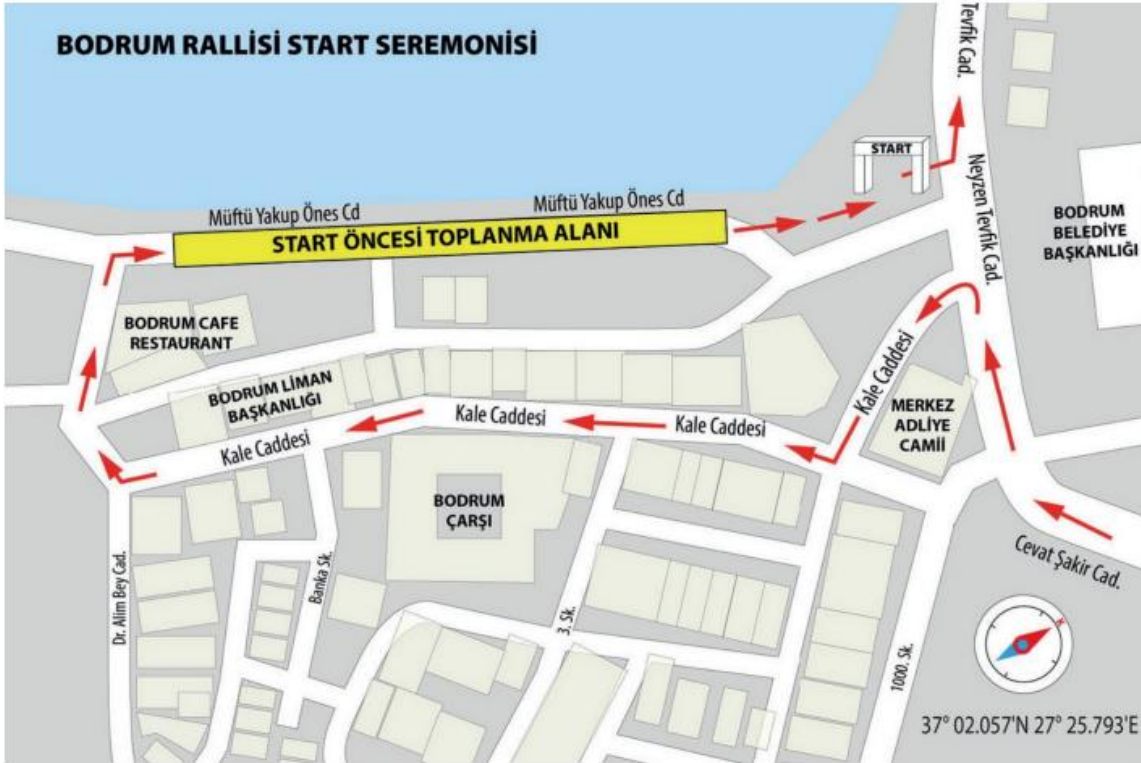 BODRUM RALLİSİ START SEREMONİSİ
Tevfik Cad.
START
Müftü Yakup Önes Cd
Müftü Yakup Önes Cd
START ÖNCESİ TOPLANMA ALANI
Neyzen Tevfik Cad.
BODRUM
BELEDİYE
BAŞKANLIĞI
BODRUM CAFE
RESTAURANT
BODRUM LİMAN
BAŞKANLIĞI
Kale Caddesi
Kale Caddesi
Kale Caddesi
Kale Caddesi
MERKEZ
ADLİYE
CAMİİ
BODRUM
ÇARŞI
Cevat Şakir Cad.
Dr. Alim Bey Cad.
Banka Sk.
3. Sk.
1000. Sk.
K
37° 02.057'N 27° 25.793'E